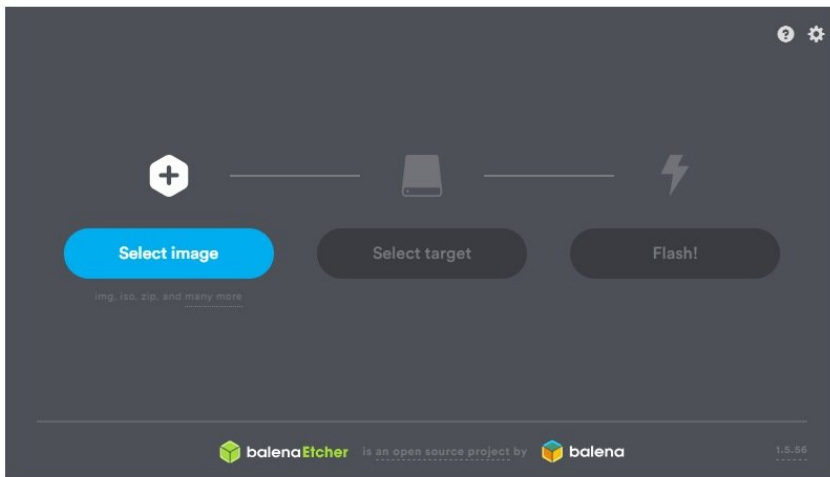 Select image
Select target
Flash!
img, iso, zip, and many more
balenaEtcher is an open source project by balena
1.5.56